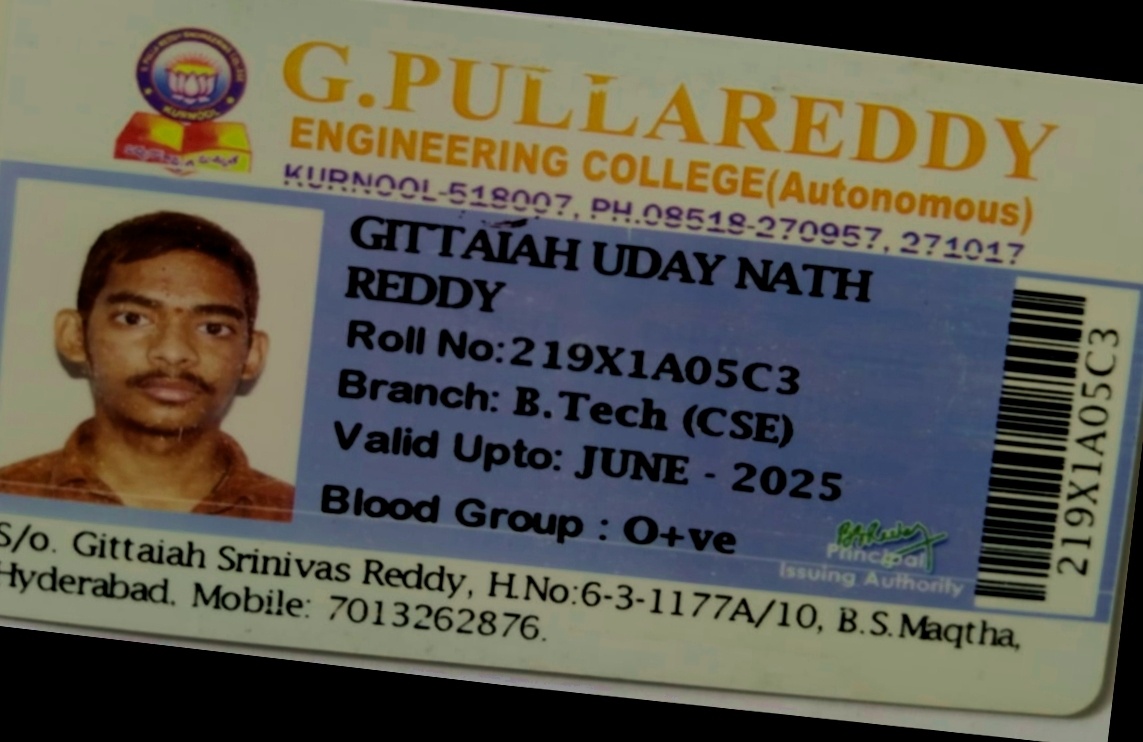 G.PULLAREDDY
ENGINEERING COLLEGE(Autonomous)
KURNOOL-518007, PH.08518-270957, 271017
GITTAIAH UDAY NATH
REDDY
Roll No:219X1A05C3
Branch: B.Tech (CSE)
Valid Upto: JUNE - 2025
Blood Group : O+ve
Principal
Issuing Authority
219X1A05C3
S/o. Gittaiah Srinivas Reddy, H.No:6-3-1177A/10, B.S.Maqtha,
Hyderabad. Mobile: 7013262876.